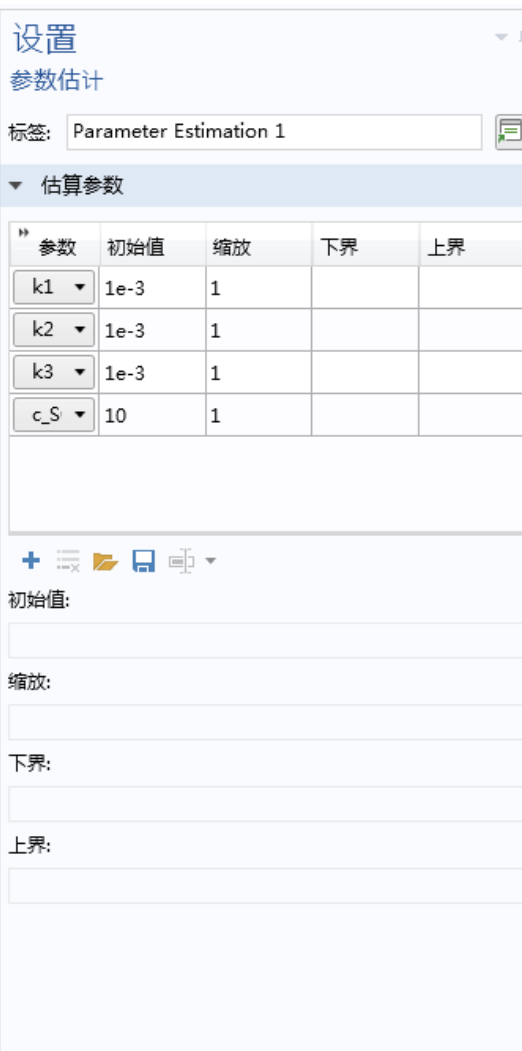 设置
参数估计
标签: Parameter Estimation 1
估算参数
参数 初始值 缩放 下界 上界
k1 1e-3 1
k2 1e-3 1
k3 1e-3 1
c_S 10 1
初始值:
缩放:
下界:
上界: